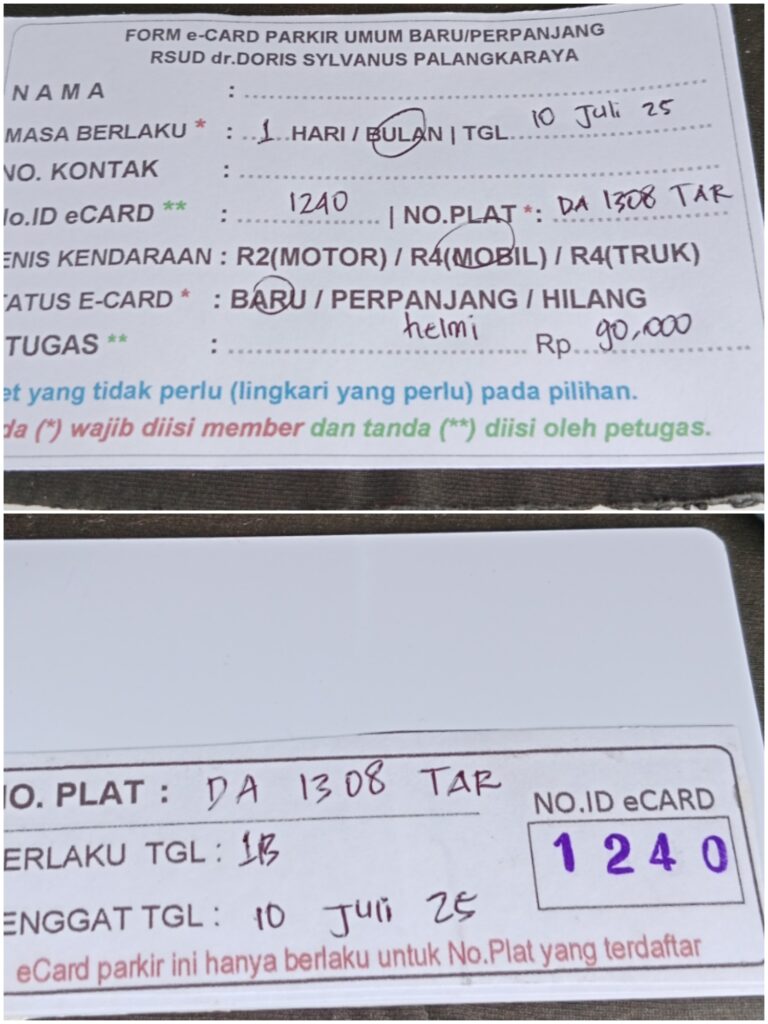 FORM e-CARD PARKIR UMUM BARU/PERPANJANG
RSUD dr.DORIS SYLVANUS PALANGKARAYA
NAMA : 
MASA BERLAKU * : 1 HARI / BULAN | TGL 10 Juli 25
NO. KONTAK :
No.ID eCARD ** : 1240 | NO.PLAT *: DA 1308 TAR
ENIS KENDARAAN : R2(MOTOR) / R4(MOBIL) / R4(TRUK)
ATUS E-CARD * : BARU / PERPANJANG / HILANG
TUGAS ** : helmi Rp 90,000
et yang tidak perlu (lingkari yang perlu) pada pilihan.
da (*) wajib diisi member dan tanda (**) diisi oleh petugas.
NO. PLAT : DA 1308 TAR
NO.ID eCARD
ERLAKU TGL : 1B
1240
ENGGAT TGL : 10 Juli 25
eCard parkir ini hanya berlaku untuk No.Plat yang terdaftar